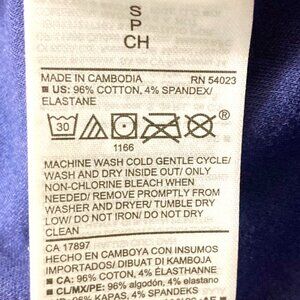 S
P
CH
MADE IN CAMBODIA RN 54023
■ US: 96% COTTON, 4% SPANDEX/
ELASTANE
30
1166
MACHINE WASH COLD GENTLE CYCLE/
WASH AND DRY INSIDE OUT/ ONLY
NON-CHLORINE BLEACH WHEN
NEEDED/ REMOVE PROMPTLY FROM
WASHER AND DRYER/ TUMBLE DRY
LOW/ DO NOT IRON/ DO NOT DRY
CLEAN
CA 17897
HECHO EN CAMBOYA CON INSUMOS
IMPORTADOS/ DIBUAT DI KAMBOJA
■ CA: 96% COTTON, 4% ÉLASTHANNE
■ CL/MX/PE: 96% algodón, 4% elastano
96% KAPAS, 4% SPANDEKS